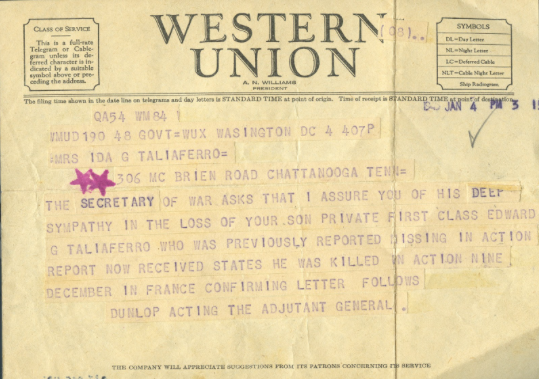 CLASS OF SERVICE
This is a full-rate
Telegram or Cable-
gram unless its de-
ferred character is in-
dicated by a suitable
symbol above or pre-
ceding the address.
WESTERN
UNION
A. N. WILLIAMS
PRESIDENT
(08)..
SYMBOLS
DL=Day Letter
NL=Night Letter
LC=Deferred Cable
NLT=Cable Night Letter
Ship Radiogram
The filing time shown in the date line on telegrams and day letters is STANDARD TIME at point of origin. Time of receipt is STANDARD TIME at point of destination
QA54 WM84
JAN 4 PM 3
WMUD190 48 GOVT=WUX WASINGTON DC 4 407P
MRS IDA G TALIAFERRO=
306 MC BRIEN ROAD CHATTANOOGA TENN=
THE SECRETARY OF WAR ASKS THAT I ASSURE YOU OF HIS DEEP
SYMPATHY IN THE LOSS OF YOUR SON PRIVATE FIRST CLASS EDWARD
G TALIAFERRO WHO WAS PREVIOUSLY REPORTED MISSING IN ACTION
REPORT NOW RECEIVED STATES HE WAS KILLED IN ACTION NINE
DECEMBER IN FRANCE CONFIRMING LETTER FOLLOWS
DUNLOP ACTING THE ADJUTANT GENERAL.
THE COMPANY WILL APPRECIATE SUGGESTIONS FROM ITS PATRONS CONCERNING ITS SERVICE